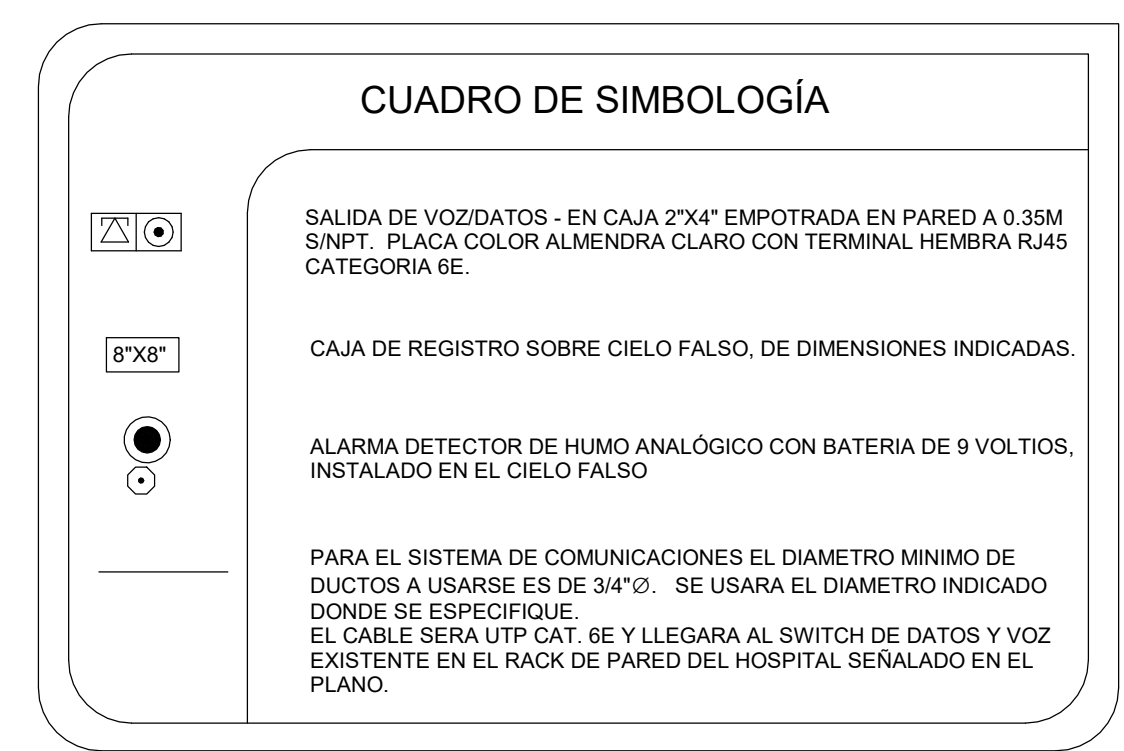 CUADRO DE SIMBOLOGÍA
SALIDA DE VOZ/DATOS - EN CAJA 2"X4" EMPOTRADA EN PARED A 0.35M
S/NPT. PLACA COLOR ALMENDRA CLARO CON TERMINAL HEMBRA RJ45
CATEGORIA 6E.
8"X8"
CAJA DE REGISTRO SOBRE CIELO FALSO, DE DIMENSIONES INDICADAS.
ALARMA DETECTOR DE HUMO ANALÓGICO CON BATERIA DE 9 VOLTIOS,
INSTALADO EN EL CIELO FALSO
PARA EL SISTEMA DE COMUNICACIONES EL DIAMETRO MINIMO DE
DUCTOS A USARSE ES DE 3/4"∅. SE USARA EL DIAMETRO INDICADO
DONDE SE ESPECIFIQUE.
EL CABLE SERA UTP CAT. 6E Y LLEGARA AL SWITCH DE DATOS Y VOZ
EXISTENTE EN EL RACK DE PARED DEL HOSPITAL SEÑALADO EN EL
PLANO.